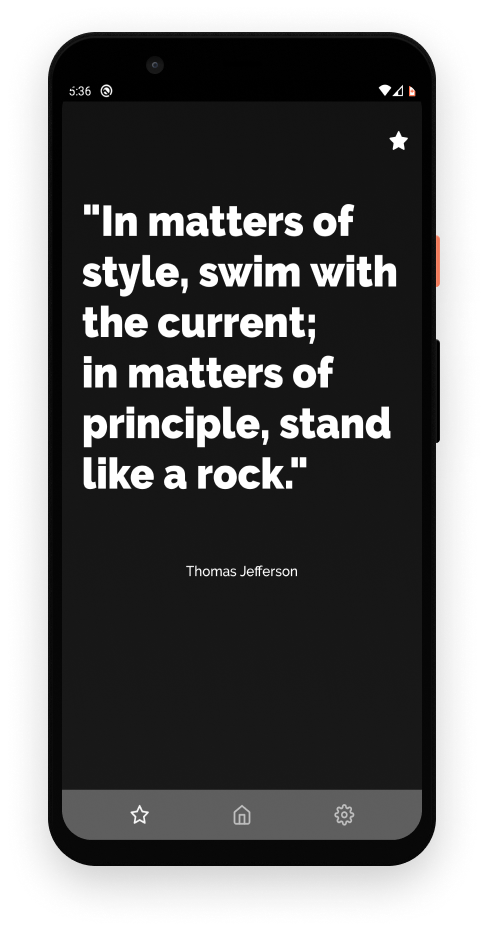 5:36
"In matters of
style, swim with
the current;
in matters of
principle, stand
like a rock."
Thomas Jefferson